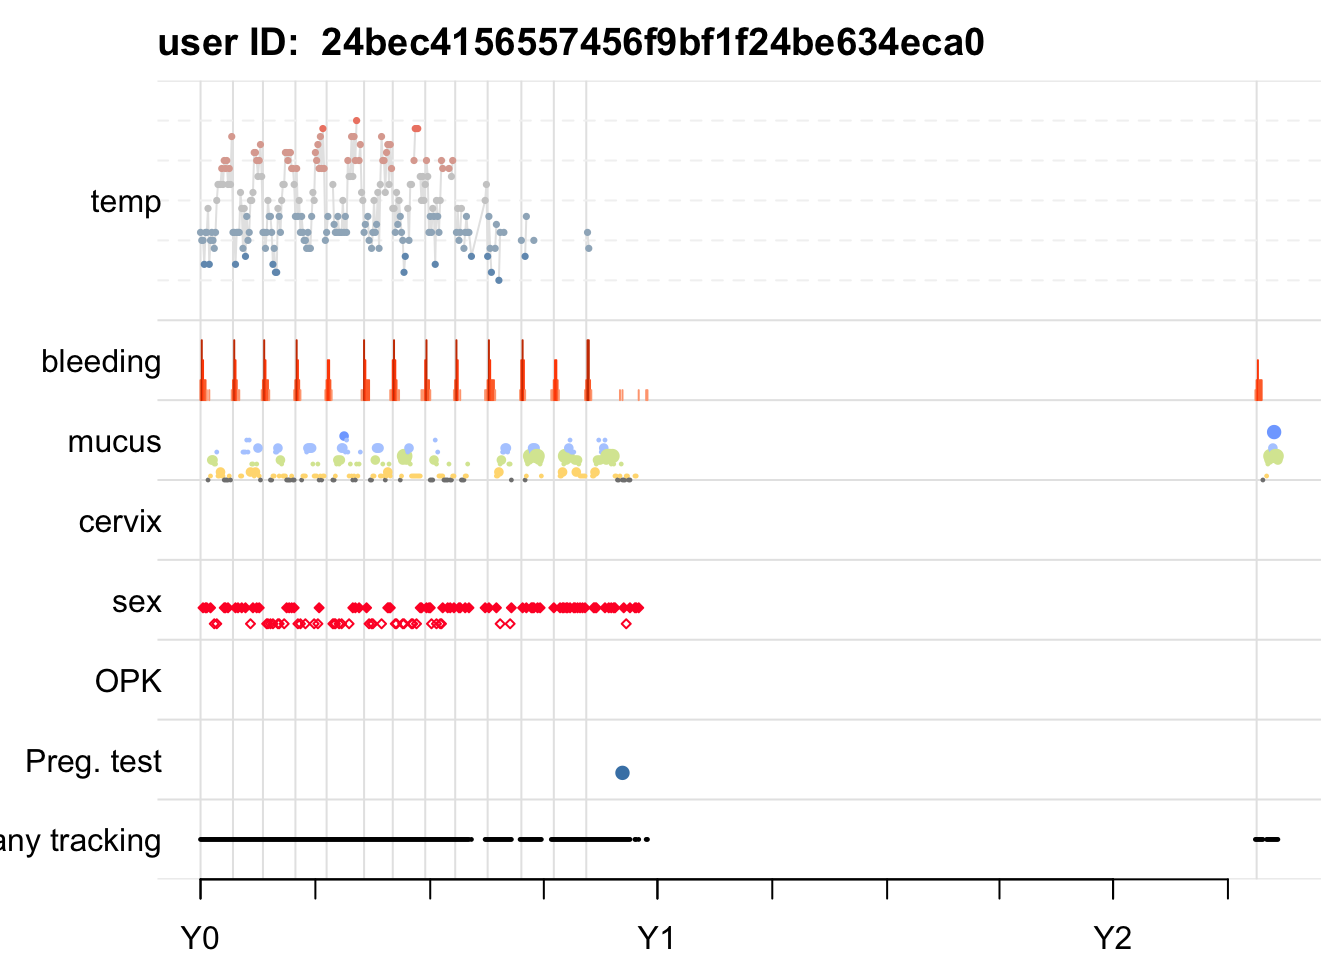 user ID:  24bec4156557456f9bf1f24be634eca0
temp
bleeding
mucus
cervix
sex
OPK
Preg. test
any tracking
Y0 Y1 Y2